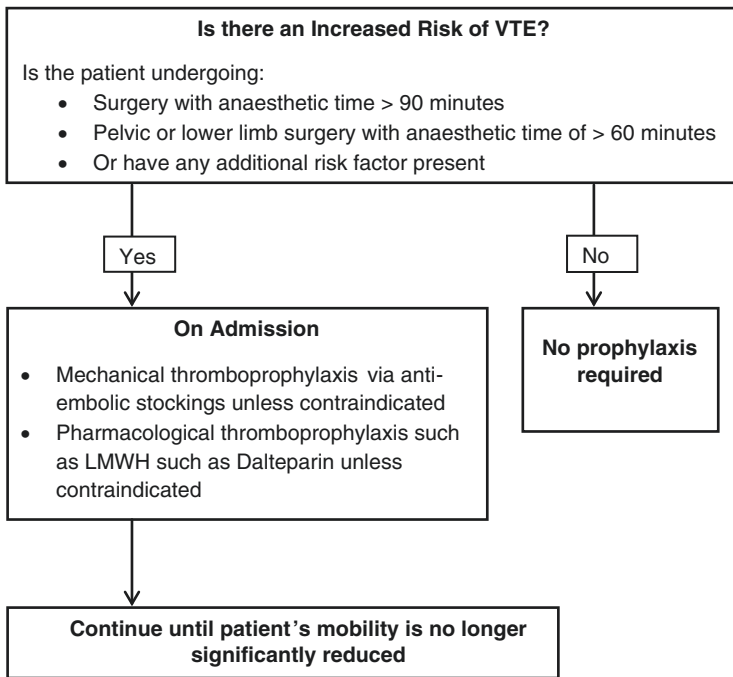 Is there an Increased Risk of VTE?
Is the patient undergoing:
• Surgery with anaesthetic time > 90 minutes
• Pelvic or lower limb surgery with anaesthetic time of > 60 minutes
• Or have any additional risk factor present
Yes
No
On Admission
• Mechanical thromboprophylaxis via anti-
embolic stockings unless contraindicated
• Pharmacological thromboprophylaxis such
as LMWH such as Dalteparin unless
contraindicated
No prophylaxis
required
Continue until patient’s mobility is no longer
significantly reduced